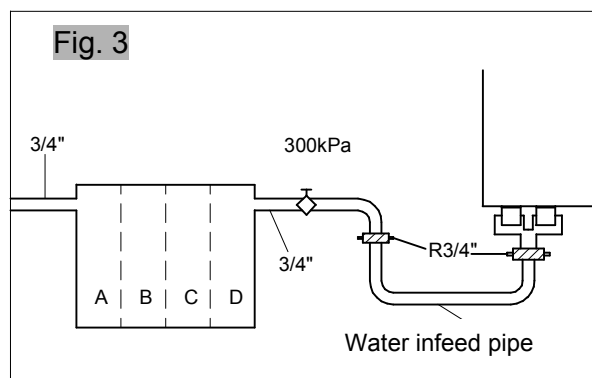 Fig. 3
3/4"
300kPa
A B C D
3/4"
R3/4"
Water infeed pipe